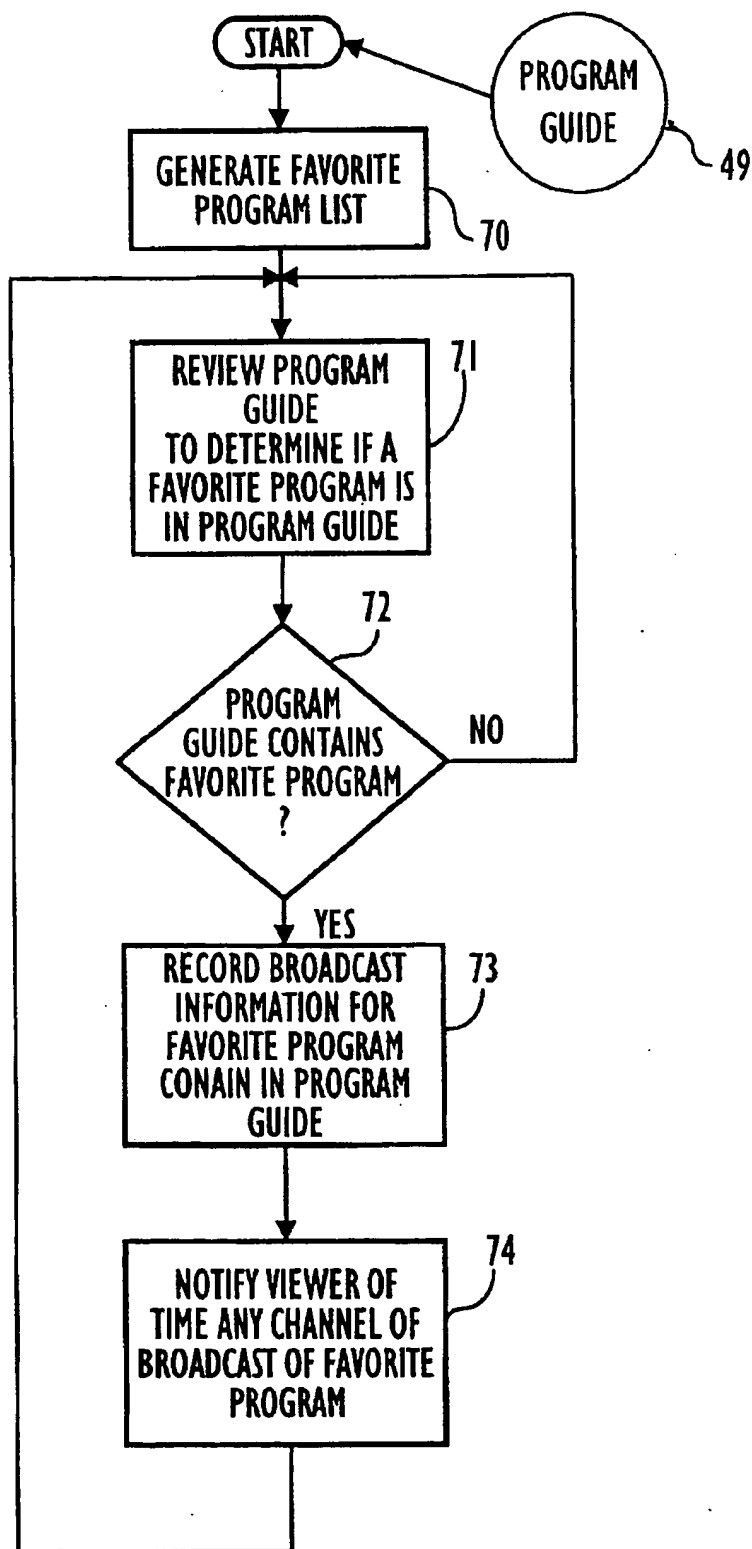 START
PROGRAM
GUIDE
49
GENERATE FAVORITE
PROGRAM LIST
70
REVIEW PROGRAM
GUIDE
TO DETERMINE IF A
FAVORITE PROGRAM IS
IN PROGRAM GUIDE
71
72
PROGRAM
GUIDE CONTAINS
FAVORITE PROGRAM
?
NO
YES
RECORD BROADCAST
INFORMATION FOR
FAVORITE PROGRAM
CONAIN IN PROGRAM
GUIDE
73
NOTIFY VIEWER OF
TIME ANY CHANNEL OF
BROADCAST OF FAVORITE
PROGRAM
74